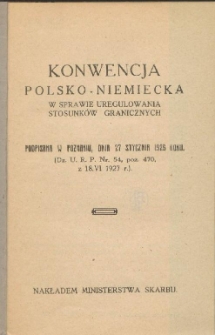 KONWENCJA
POLSKO-NIEMIECKA
W SPRAWIE UREGULOWANIA
STOSUNKÓW GRANICZNYCH
PODPISANA W POZNANIU, DNIA 27 STYCZNIA 1926 ROKU.
(Dz. U. R. P. Nr. 54, poz. 470,
z 18.VI 1927 r.).
NAKŁADEM MINISTERSTWA SKARBU.